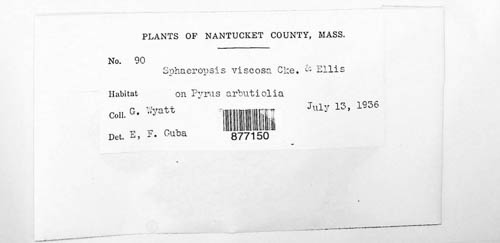 PLANTS OF NANTUCKET COUNTY, MASS.
No. 90
Sphaeropsis viscosa Cke. & Ellis
Habitat on Pyrus arbutiolia
Coll. G. Wyatt July 13, 1936
Det. E, F. Guba
877150